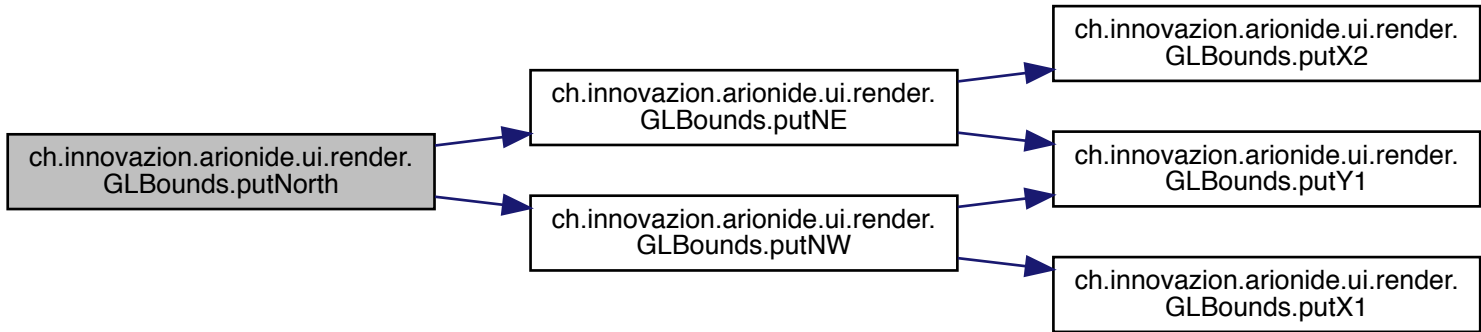 ch.innovazion.arionide.ui.render.
GLBounds.putNorth
ch.innovazion.arionide.ui.render.
GLBounds.putNE
ch.innovazion.arionide.ui.render.
GLBounds.putNW
ch.innovazion.arionide.ui.render.
GLBounds.putX2
ch.innovazion.arionide.ui.render.
GLBounds.putY1
ch.innovazion.arionide.ui.render.
GLBounds.putX1